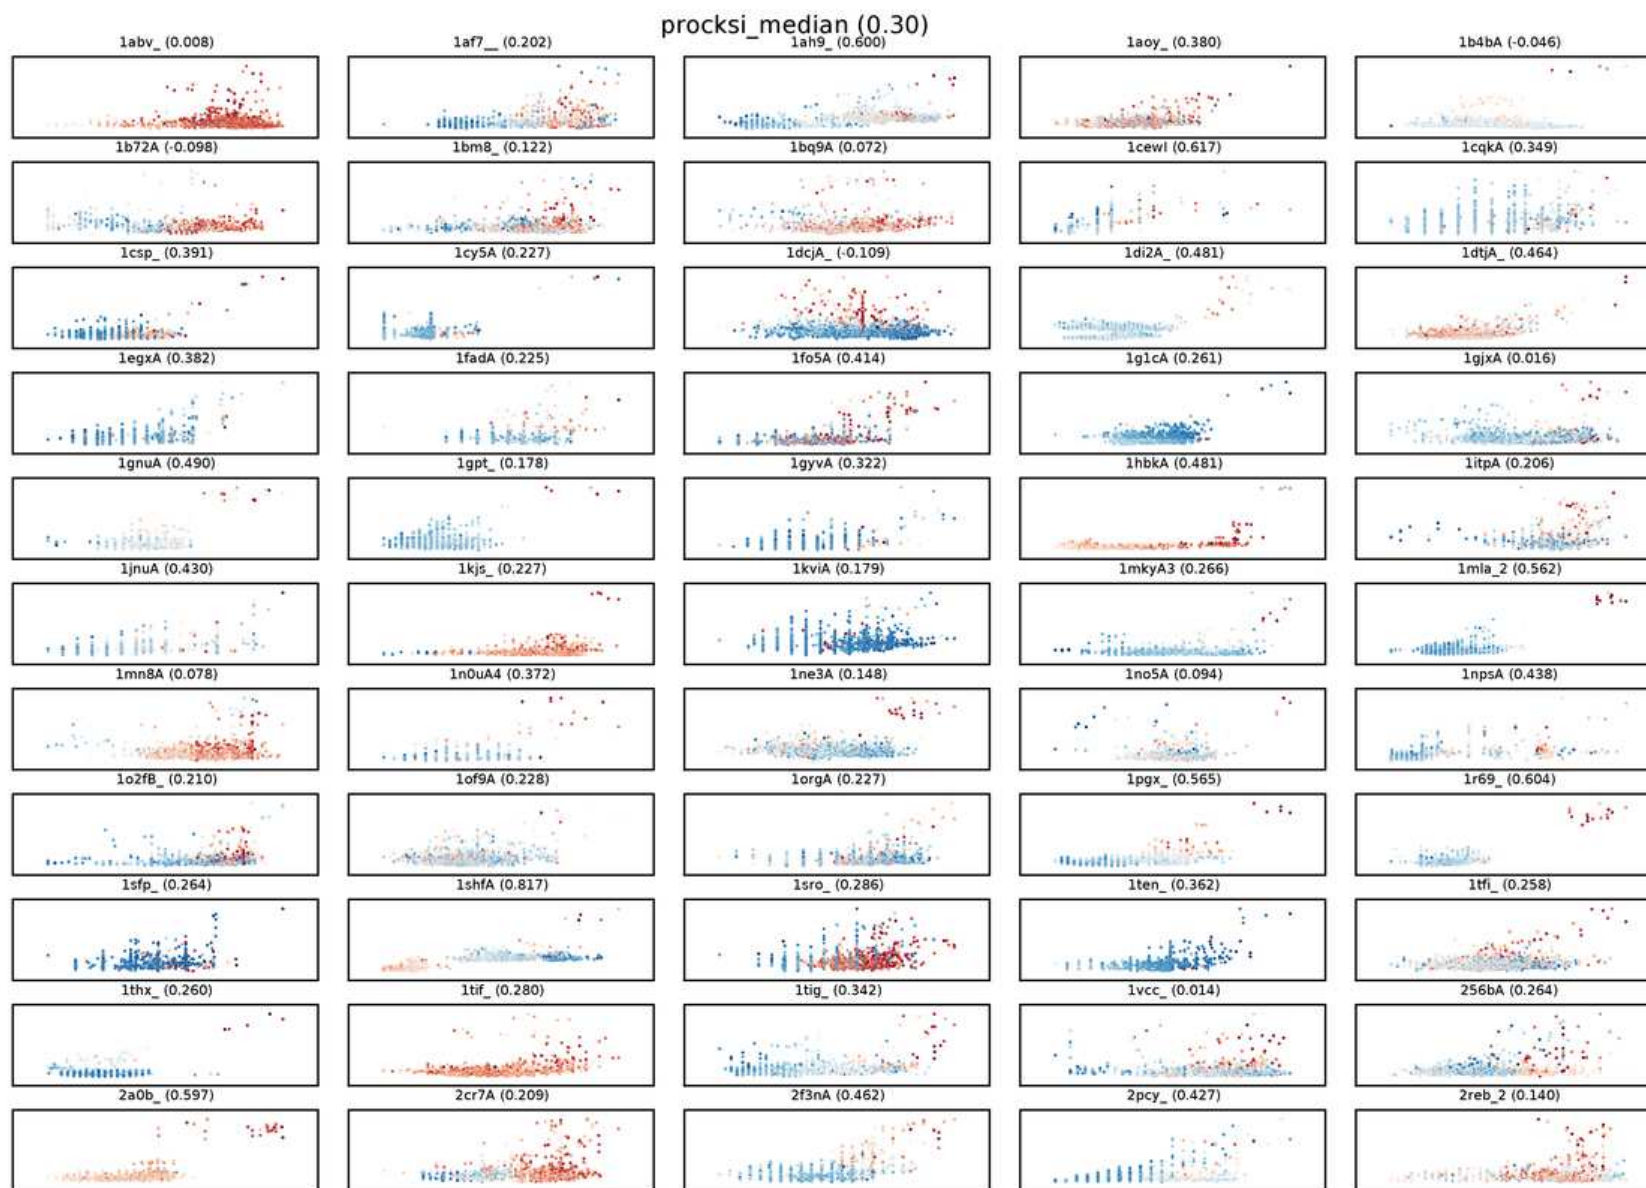 procksi_median (0.30)
1abv_ (0.008) 1af7__ (0.202) 1ah9_ (0.600) 1aoy_ (0.380) 1b4bA (-0.046)
1b72A (-0.098) 1bm8_ (0.122) 1bq9A (0.072) 1cewI (0.617) 1cqkA (0.349)
1csp_ (0.391) 1cy5A (0.227) 1dcjA_ (-0.109) 1di2A_ (0.481) 1dtjA_ (0.464)
1egxA (0.382) 1fadA (0.225) 1fo5A (0.414) 1g1cA (0.261) 1gjxA (0.016)
1gnuA (0.490) 1gpt_ (0.178) 1gyvA (0.322) 1hbkA (0.481) 1itpA (0.206)
1jnuA (0.430) 1kjs_ (0.227) 1kviA (0.179) 1mkyA3 (0.266) 1mla_2 (0.562)
1mn8A (0.078) 1n0uA4 (0.372) 1ne3A (0.148) 1no5A (0.094) 1npsA (0.438)
1o2fB_ (0.210) 1of9A (0.228) 1orgA (0.227) 1pgx_ (0.565) 1r69_ (0.604)
1sfp_ (0.264) 1shfA (0.817) 1sro_ (0.286) 1ten_ (0.362) 1tfi_ (0.258)
1thx_ (0.260) 1tif_ (0.280) 1tig_ (0.342) 1vcc_ (0.014) 256bA (0.264)
2a0b_ (0.597) 2cr7A (0.209) 2f3nA (0.462) 2pcy_ (0.427) 2reb_2 (0.140)